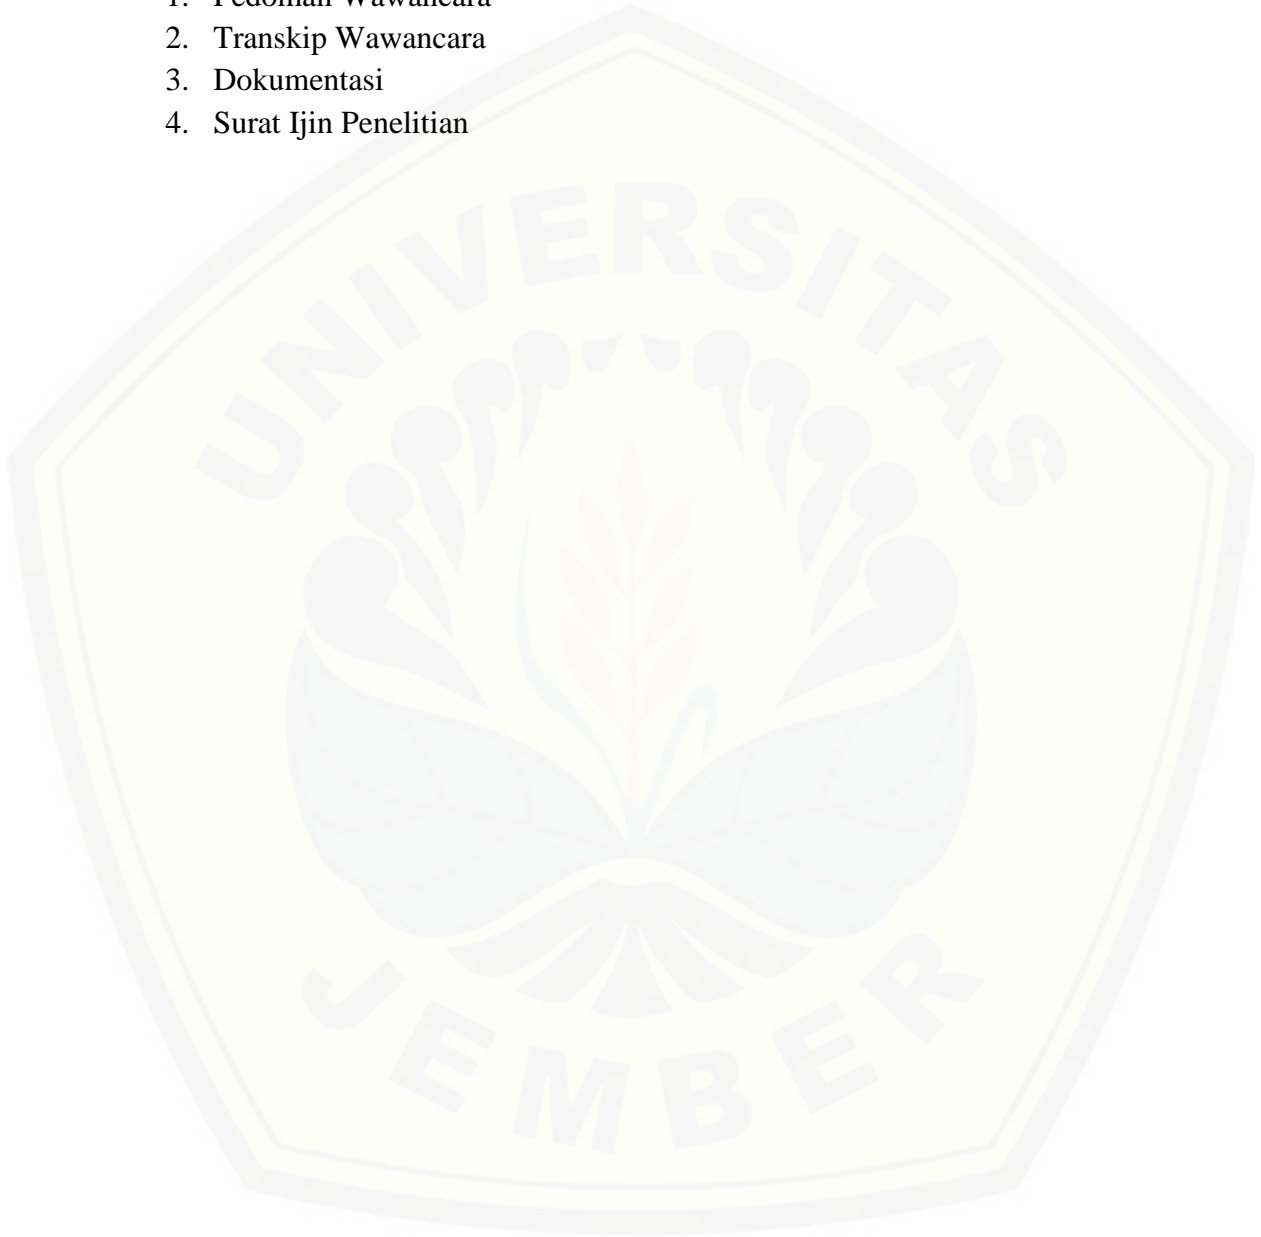 1. Pedoman Wawancara
2. Transkip Wawancara
3. Dokumentasi
4. Surat Ijin Penelitian
UNIVERSITAS
JEMBER